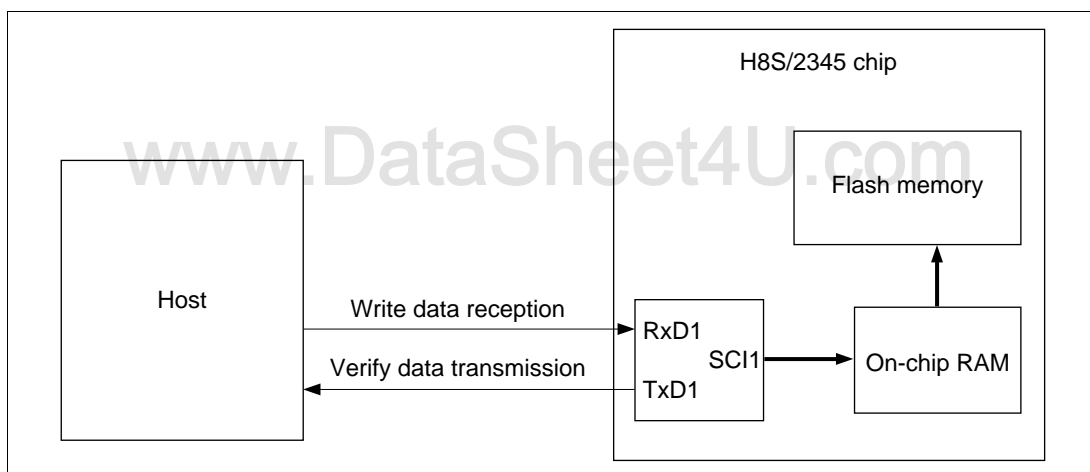 H8S/2345 chip
www.DataSheet4U.com
Flash memory
Host
Write data reception
RxD1
SCI1
On-chip RAM
Verify data transmission
TxD1